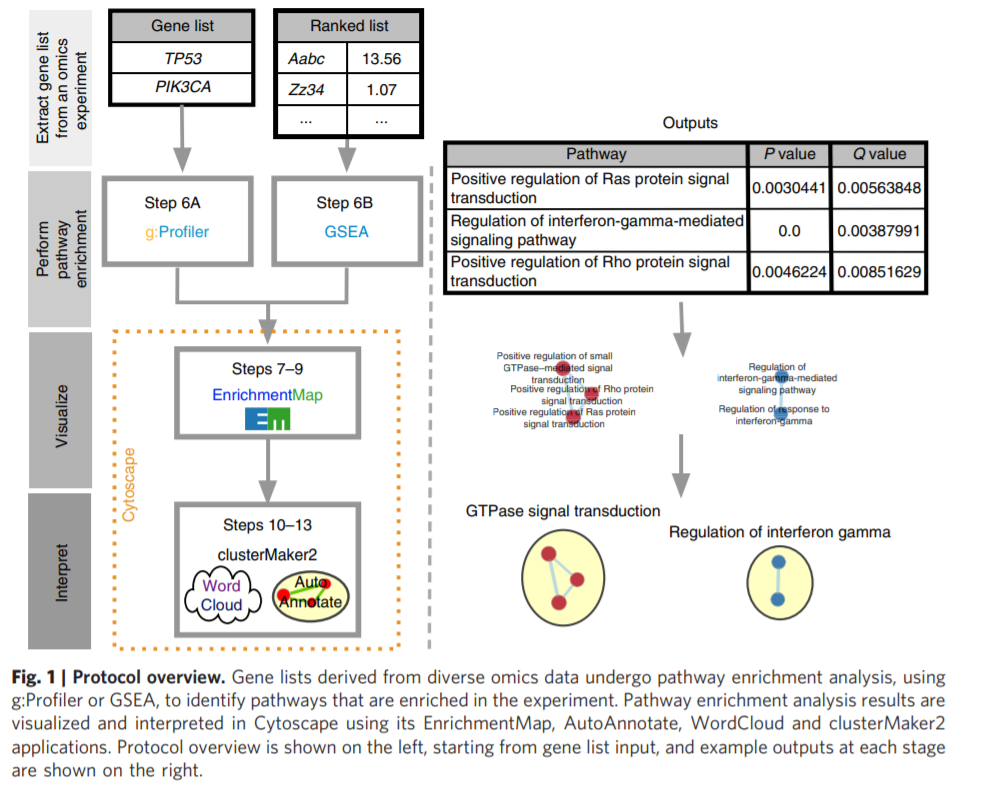 Extract gene list
from an omics
experiment
Gene list
TP53
PIK3CA
Ranked list
Aabc 13.56
Zz34 1.07
... ...
Perform
pathway
enrichment
Step 6A
g:Profiler
Step 6B
GSEA
Visualize
Cytoscape
Steps 7–9
EnrichmentMap
EM
Interpret
Steps 10–13
clusterMaker2
Word
Cloud
Auto
Annotate
Outputs
Pathway P value Q value
Positive regulation of Ras protein signal
transduction 0.0030441 0.00563848
Regulation of interferon-gamma-mediated
signaling pathway 0.0 0.00387991
Positive regulation of Rho protein signal
transduction 0.0046224 0.00851629
Positive regulation of small
GTPase–mediated signal
transduction
Positive regulation of Rho protein
signal transduction
Positive regulation of Ras protein
signal transduction
Regulation of
interferon-gamma-mediated
signaling pathway
Regulation of response to
interferon-gamma
GTPase signal transduction
Regulation of interferon gamma
Fig. 1 | Protocol overview. Gene lists derived from diverse omics data undergo pathway enrichment analysis, using
g:Profiler or GSEA, to identify pathways that are enriched in the experiment. Pathway enrichment analysis results are
visualized and interpreted in Cytoscape using its EnrichmentMap, AutoAnnotate, WordCloud and clusterMaker2
applications. Protocol overview is shown on the left, starting from gene list input, and example outputs at each stage
are shown on the right.